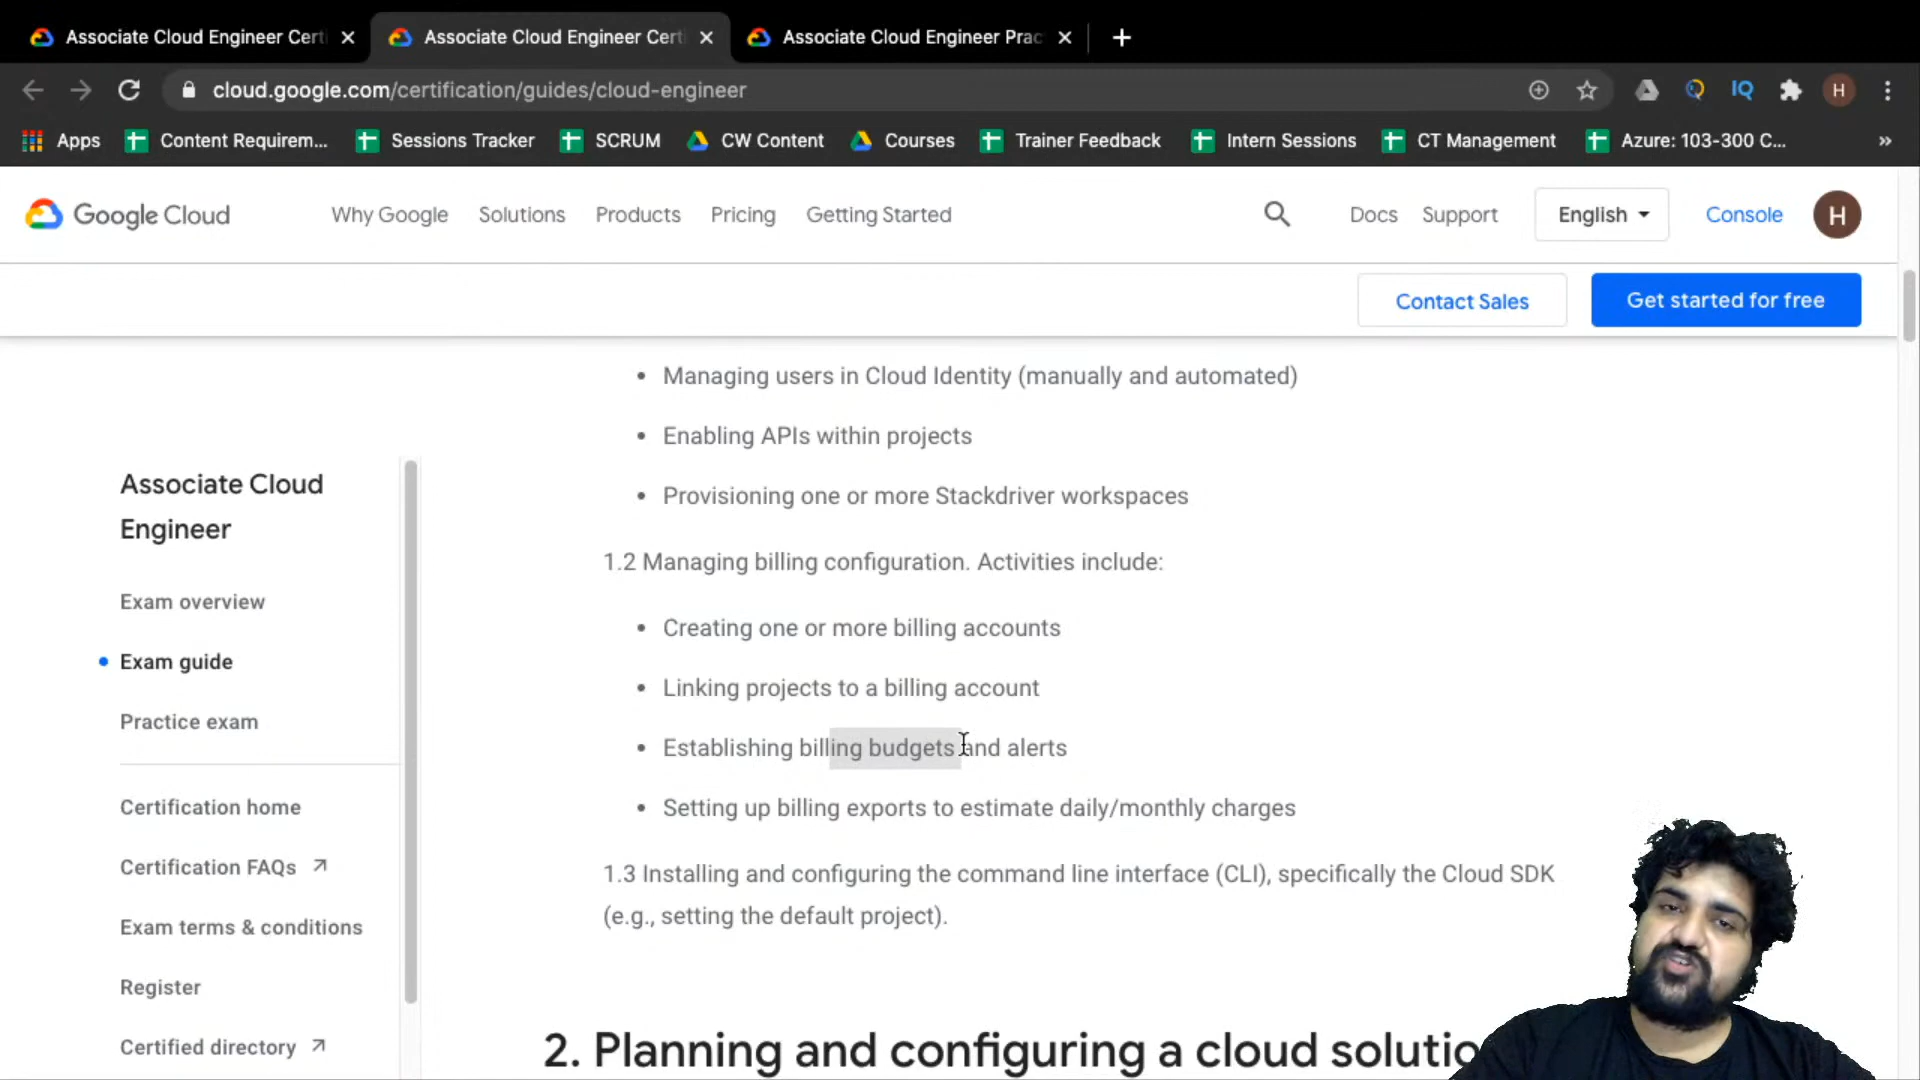 Associate Cloud Engineer Cert
Associate Cloud Engineer Cert
Associate Cloud Engineer Prac
cloud.google.com/certification/guides/cloud-engineer
IQ
H
Apps
Content Requirem...
Sessions Tracker
SCRUM
CW Content
Courses
Trainer Feedback
Intern Sessions
CT Management
Azure: 103-300 C...
»
Google Cloud
Why Google
Solutions
Products
Pricing
Getting Started
Docs
Support
English
Console
H
Contact Sales
Get started for free
• Managing users in Cloud Identity (manually and automated)
• Enabling APIs within projects
• Provisioning one or more Stackdriver workspaces
1.2 Managing billing configuration. Activities include:
• Creating one or more billing accounts
• Linking projects to a billing account
• Establishing billing budgets and alerts
• Setting up billing exports to estimate daily/monthly charges
1.3 Installing and configuring the command line interface (CLI), specifically the Cloud SDK
(e.g., setting the default project).
2. Planning and configuring a cloud solutio
Associate Cloud
Engineer
Exam overview
• Exam guide
Practice exam
Certification home
Certification FAQs
Exam terms & conditions
Register
Certified directory